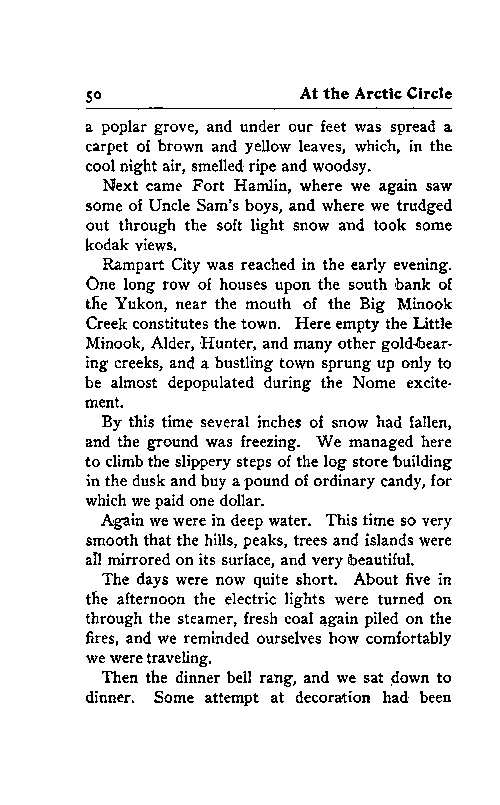 50 At the Arctic Circle
a poplar grove, and under our feet was spread a
carpet of brown and yellow leaves, which, in the
cool night air, smelled ripe and woodsy.
Next came Fort Hamlin, where we again saw
some of Uncle Sam's boys, and where we trudged
out through the soft light snow and took some
kodak views.
Rampart City was reached in the early evening.
One long row of houses upon the south bank of
the Yukon, near the mouth of the Big Minook
Creek constitutes the town. Here empty the Little
Minook, Alder, Hunter, and many other gold-bear-
ing creeks, and a bustling town sprung up only to
be almost depopulated during the Nome excite-
ment.
By this time several inches of snow had fallen,
and the ground was freezing. We managed here
to climb the slippery steps of the log store building
in the dusk and buy a pound of ordinary candy, for
which we paid one dollar.
Again we were in deep water. This time so very
smooth that the hills, peaks, trees and islands were
all mirrored on its surface, and very beautiful.
The days were now quite short. About five in
the afternoon the electric lights were turned on
through the steamer, fresh coal again piled on the
fires, and we reminded ourselves how comfortably
we were traveling.
Then the dinner bell rang, and we sat down to
dinner. Some attempt at decoration had been